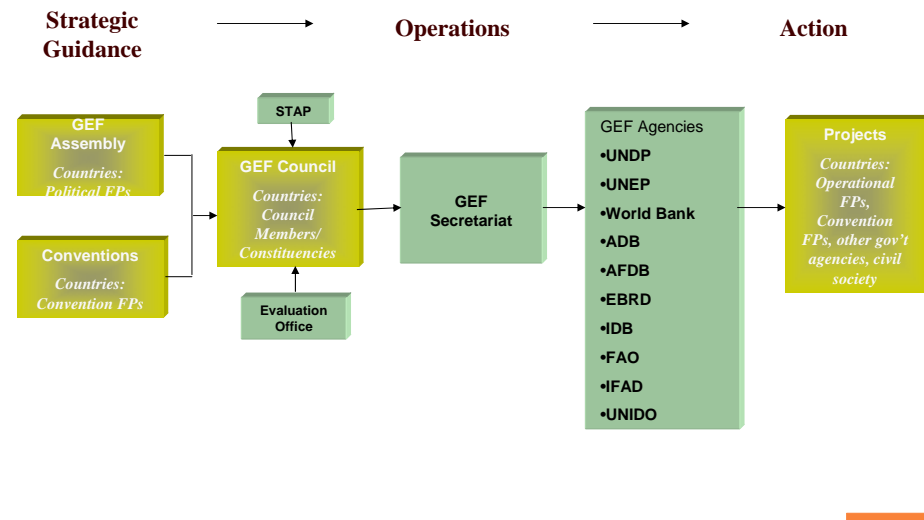 Strategic
Guidance
Operations
Action
STAP
GEF
Assembly
Countries:
Political FPs
Conventions
Countries:
Convention FPs
GEF Council
Countries:
Council
Members/
Constituencies
Evaluation
Office
GEF
Secretariat
GEF Agencies
•UNDP
•UNEP
•World Bank
•ADB
•AFDB
•EBRD
•IDB
•FAO
•IFAD
•UNIDO
Projects
Countries:
Operational
FPs,
Convention
FPs, other gov’t
agencies, civil
society